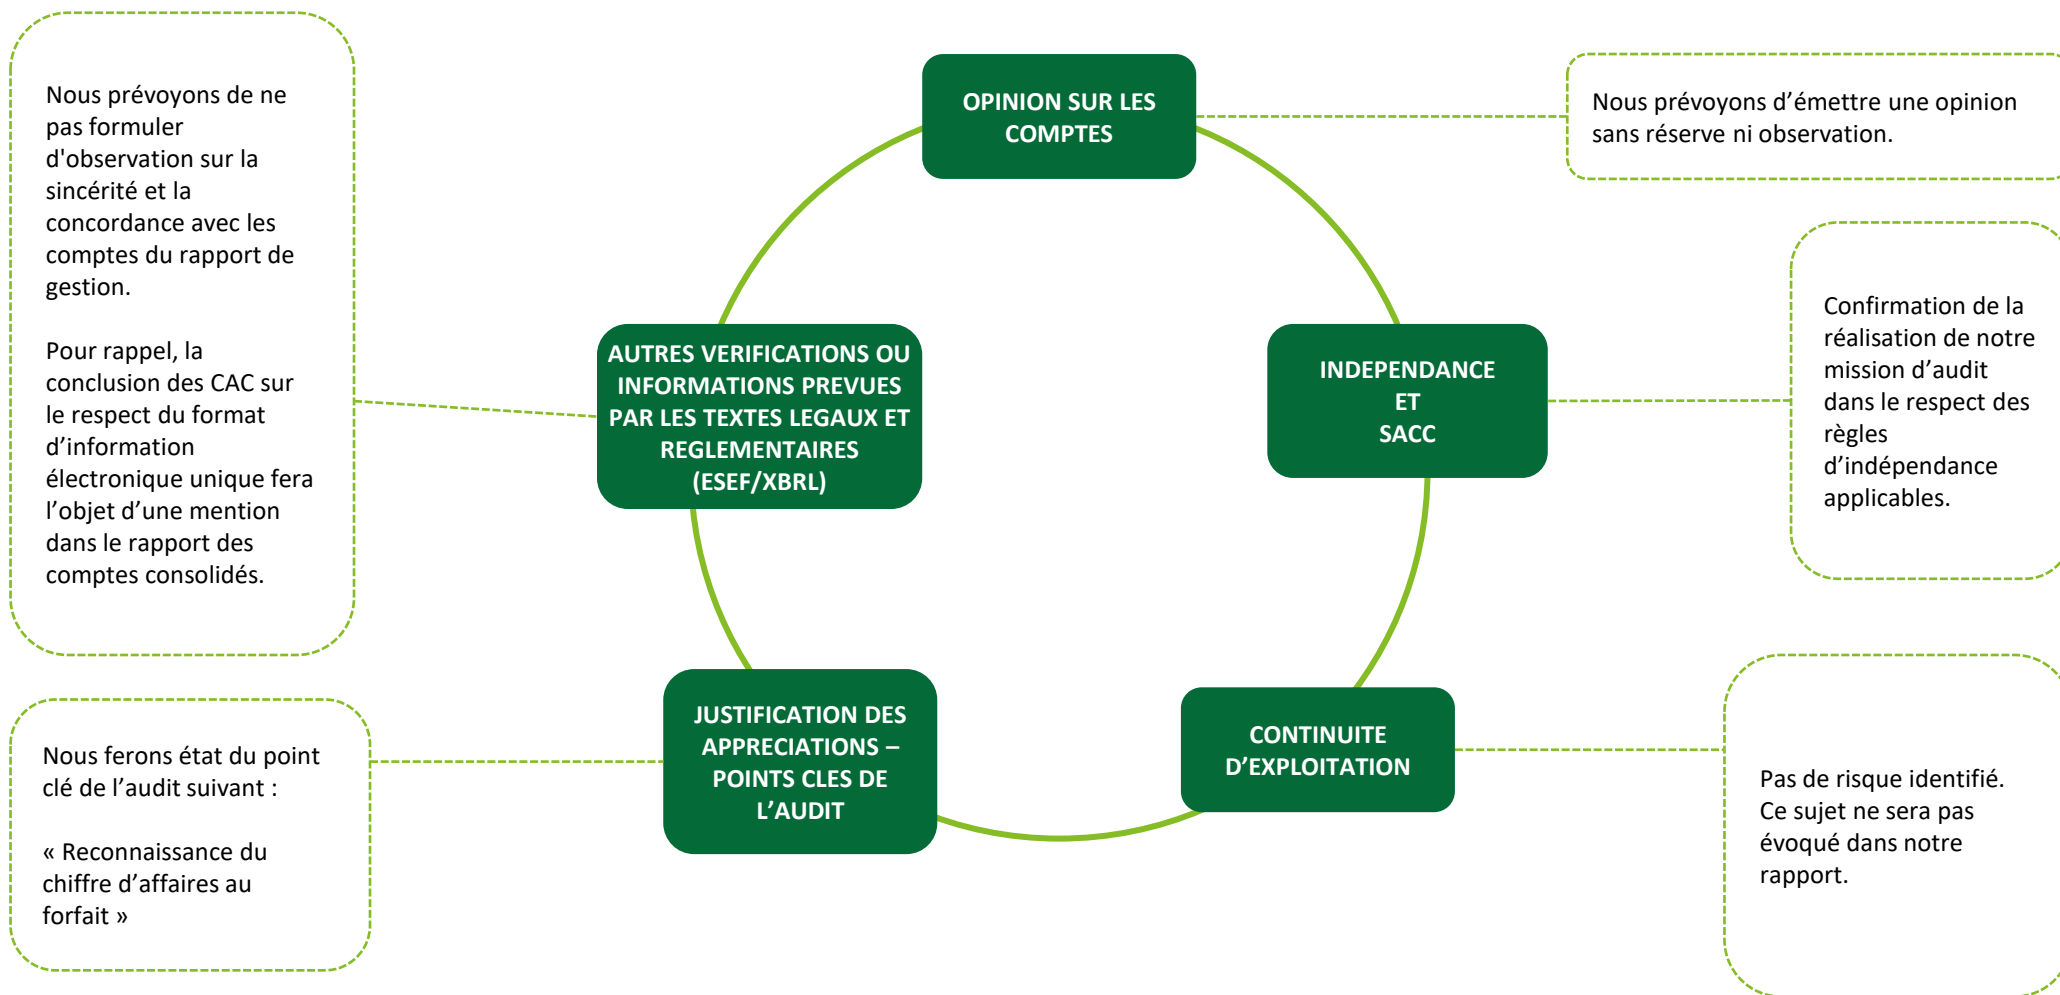 OPINION SUR LES
COMPTES
Nous prévoyons d’émettre une opinion
sans réserve ni observation.
INDEPENDANCE
ET
SACC
Confirmation de la
réalisation de notre
mission d’audit
dans le respect des
règles
d’indépendance
applicables.
CONTINUITE
D’EXPLOITATION
Pas de risque identifié.
Ce sujet ne sera pas
évoqué dans notre
rapport.
JUSTIFICATION DES
APPRECIATIONS –
POINTS CLES DE
L’AUDIT
Nous ferons état du point
clé de l’audit suivant :
« Reconnaissance du
chiffre d’affaires au
forfait »
AUTRES VERIFICATIONS OU
INFORMATIONS PREVUES
PAR LES TEXTES LEGAUX ET
REGLEMENTAIRES
(ESEF/XBRL)
Nous prévoyons de ne
pas formuler
d'observation sur la
sincérité et la
concordance avec les
comptes du rapport de
gestion.
Pour rappel, la
conclusion des CAC sur
le respect du format
d’information
électronique unique fera
l’objet d’une mention
dans le rapport des
comptes consolidés.